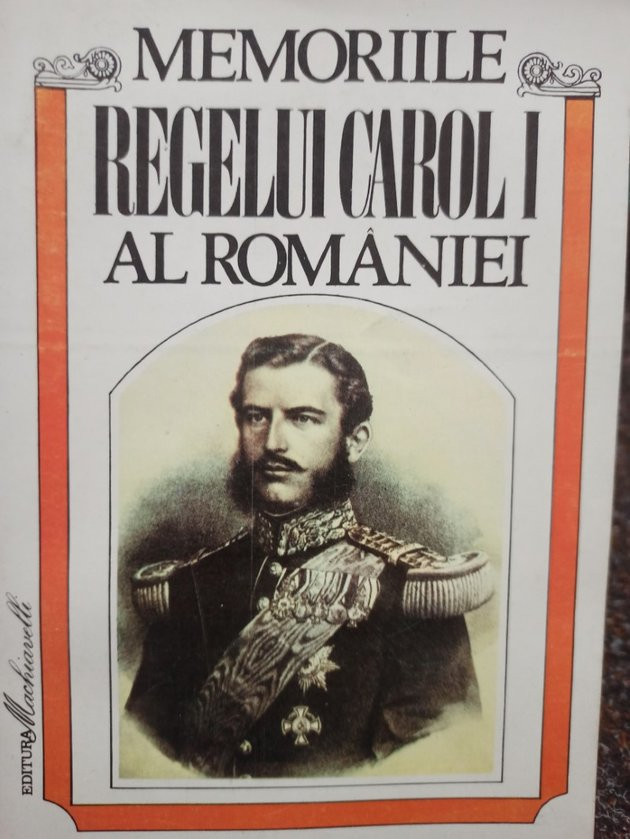 MEMORIILE
REGELUI CAROL I
AL ROMÂNIEI
EDITURA Machiavelli